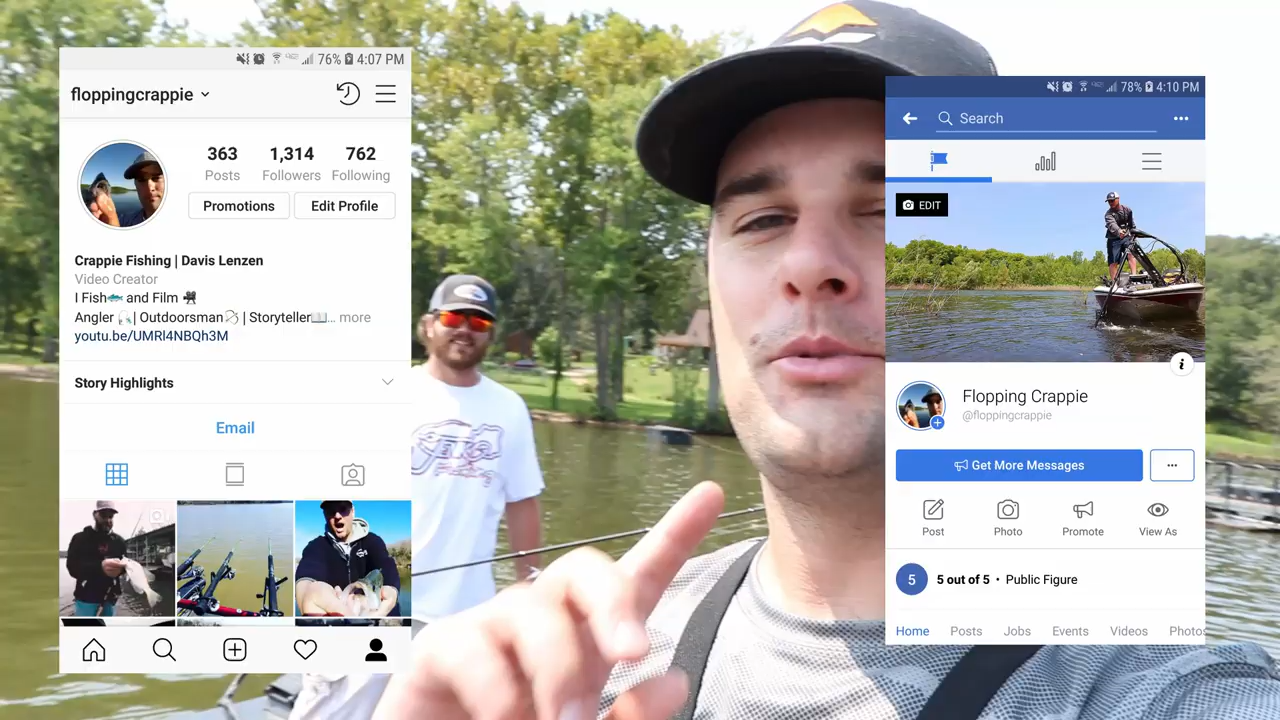 76% 4:07 PM
floppingcrappie
363 1,314 762
Posts Followers Following
Promotions Edit Profile
Crappie Fishing | Davis Lenzen
Video Creator
I Fish and Film
Angler | Outdoorsman | Storyteller ... more
youtu.be/UMRl4NBQh3M
Story Highlights
Email
78% 4:10 PM
Search
EDIT
Flopping Crappie
@floppingcrappie
Get More Messages
Post Photo Promote View As
5 5 out of 5 • Public Figure
Home Posts Jobs Events Videos Photos